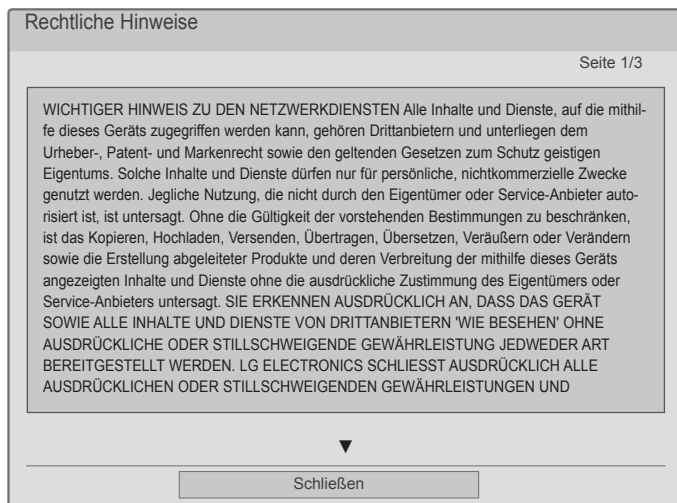 Rechtliche Hinweise
Seite 1/3
WICHTIGER HINWEIS ZU DEN NETZWERKDIENSTEN Alle Inhalte und Dienste, auf die mithil-
fe dieses Geräts zugegriffen werden kann, gehören Drittanbietern und unterliegen dem
Urheber-, Patent- und Markenrecht sowie den geltenden Gesetzen zum Schutz geistigen
Eigentums. Solche Inhalte und Dienste dürfen nur für persönliche, nichtkommerzielle Zwecke
genutzt werden. Jegliche Nutzung, die nicht durch den Eigentümer oder Service-Anbieter auto-
risiert ist, ist untersagt. Ohne die Gültigkeit der vorstehenden Bestimmungen zu beschränken,
ist das Kopieren, Hochladen, Versenden, Übertragen, Übersetzen, Veräußern oder Verändern
sowie die Erstellung abgeleiteter Produkte und deren Verbreitung der mithilfe dieses Geräts
angezeigten Inhalte und Dienste ohne die ausdrückliche Zustimmung des Eigentümers oder
Service-Anbieters untersagt. SIE ERKENNEN AUSDRÜCKLICH AN, DASS DAS GERÄT
SOWIE ALLE INHALTE UND DIENSTE VON DRITTANBIETERN 'WIE BESEHEN' OHNE
AUSDRÜCKLICHE ODER STILLSCHWEIGENDE GEWÄHRLEISTUNG JEDWEDER ART
BEREITGESTELLT WERDEN. LG ELECTRONICS SCHLIESST AUSDRÜCKLICH ALLE
AUSDRÜCKLICHEN ODER STILLSCHWEIGENDEN GEWÄHRLEISTUNGEN UND
Schließen